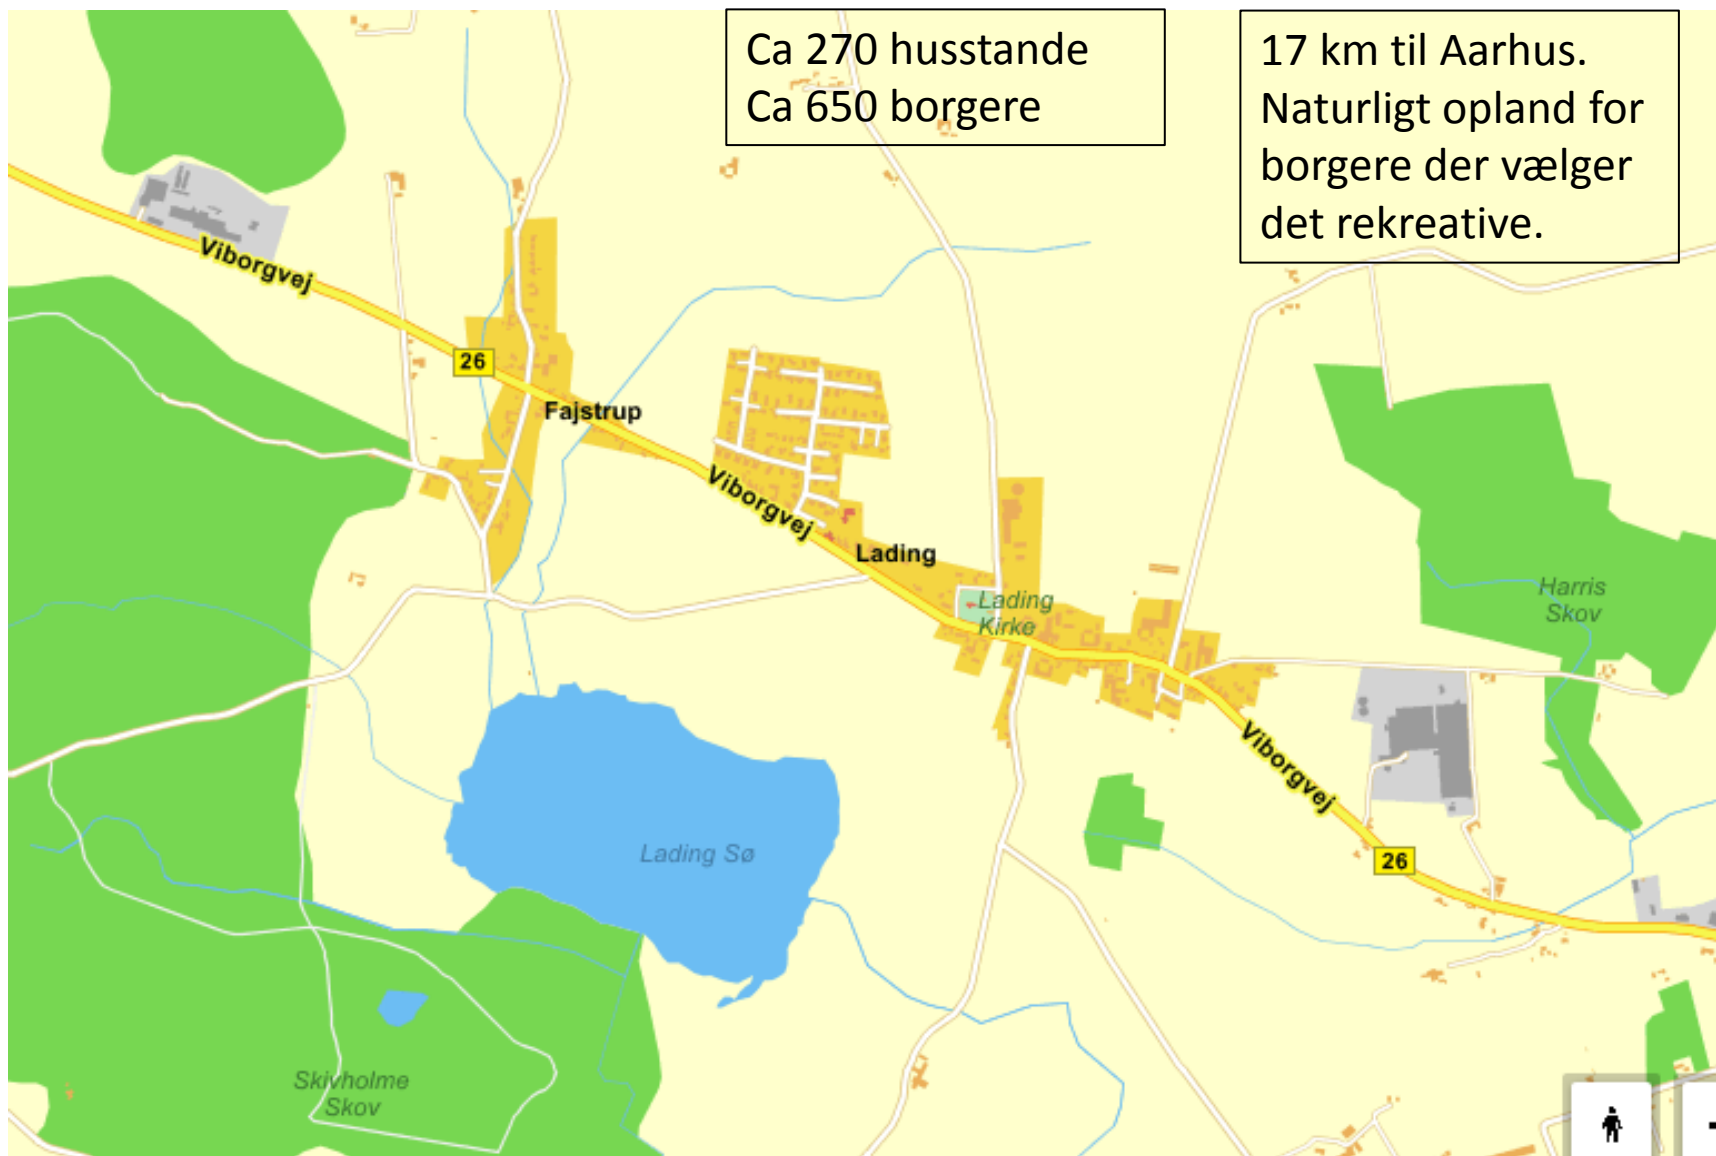 Ca 270 husstande
Ca 650 borgere
17 km til Aarhus.
Naturligt opland for
borgere der vælger
det rekreative.
Viborgvej
26
Fajstrup
Viborgvej
Lading
Lading
Kirke
Harris
Skov
Viborgvej
Lading Sø
26
Skivholme
Skov